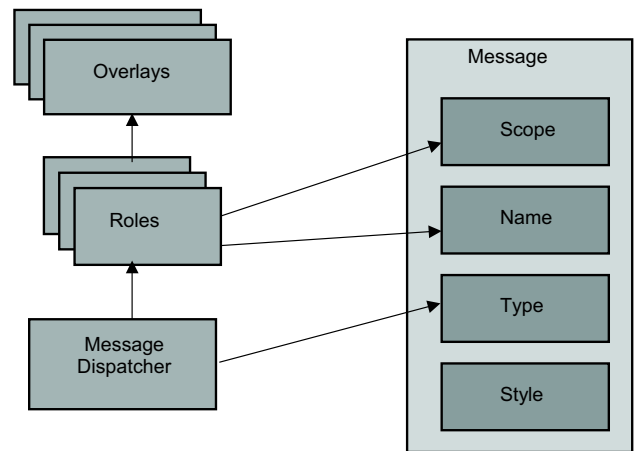 Overlays
Roles
Message
Dispatcher
Message
Scope
Name
Type
Style